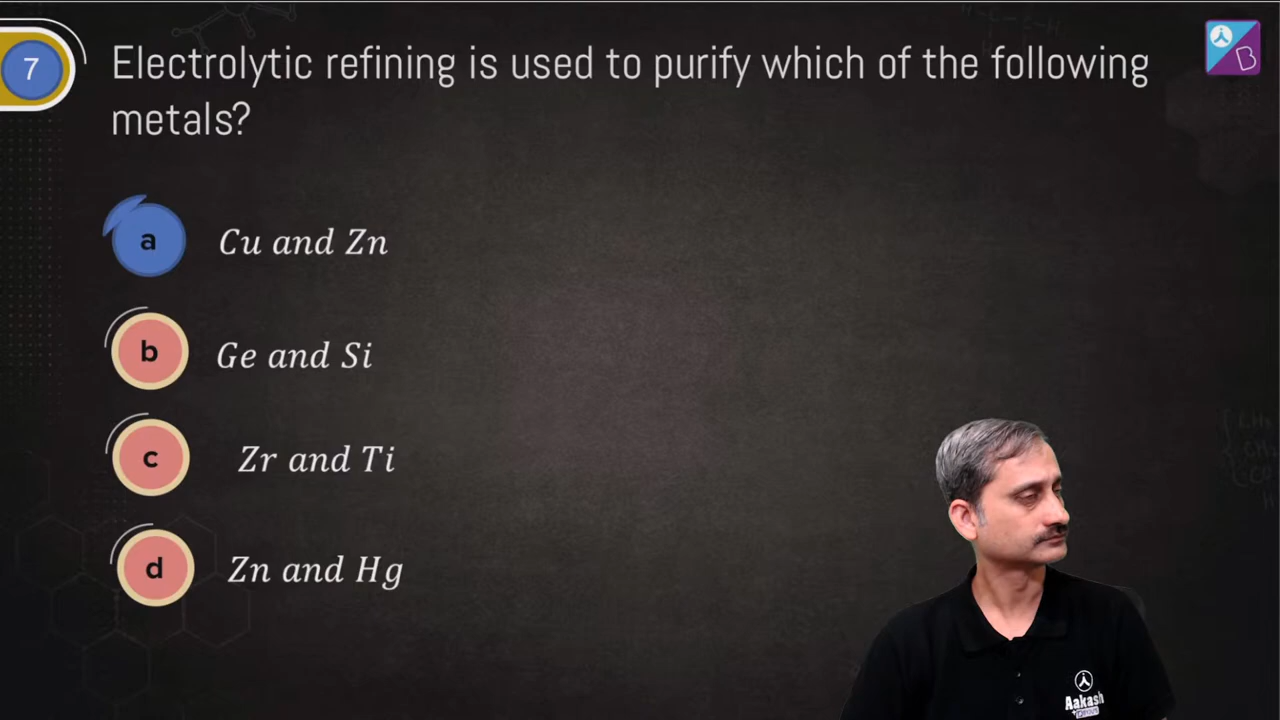 7
Electrolytic refining is used to purify which of the following
metals?
B
a Cu and Zn
b Ge and Si
c Zr and Ti
d Zn and Hg
Aakash